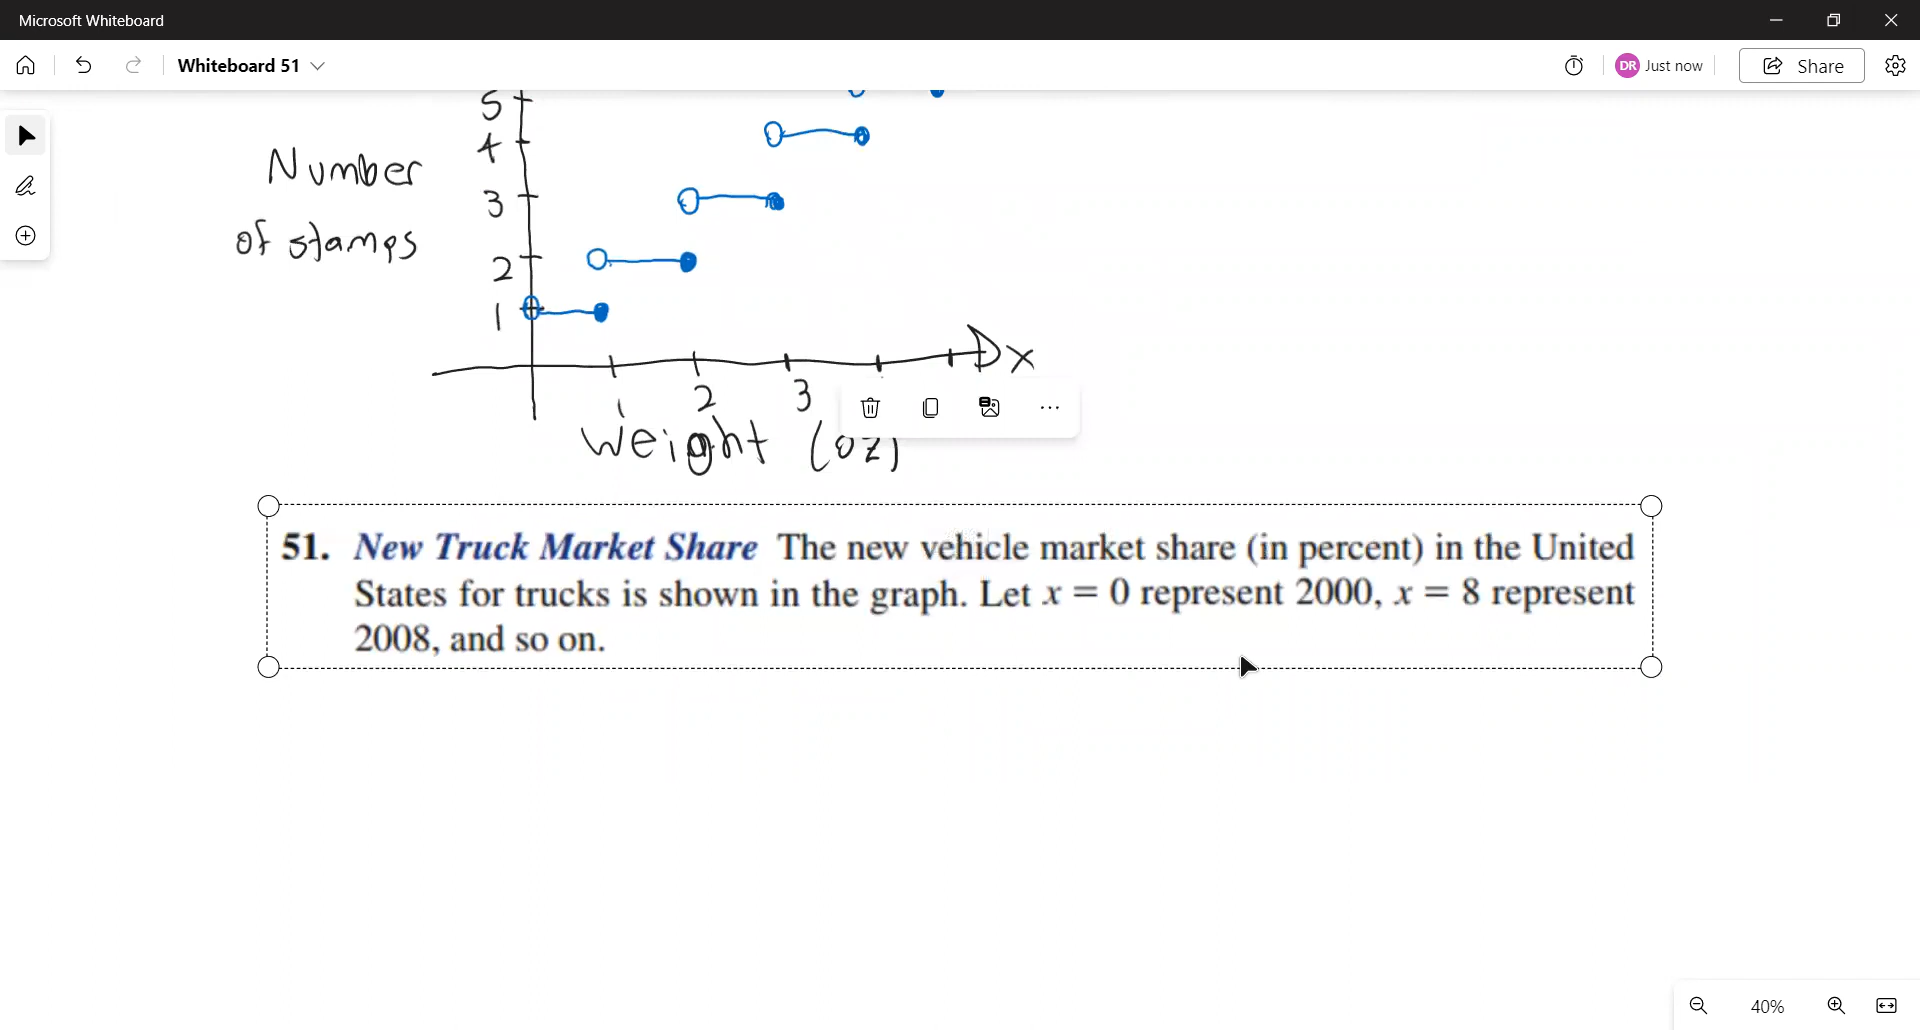 Microsoft Whiteboard
Whiteboard 51
DR Just now
Share
5
4
3
2
1
Number
of stamps
x
1 2 3
Weight (oz)
51. New Truck Market Share The new vehicle market share (in percent) in the United
States for trucks is shown in the graph. Let x = 0 represent 2000, x = 8 represent
2008, and so on.
40%